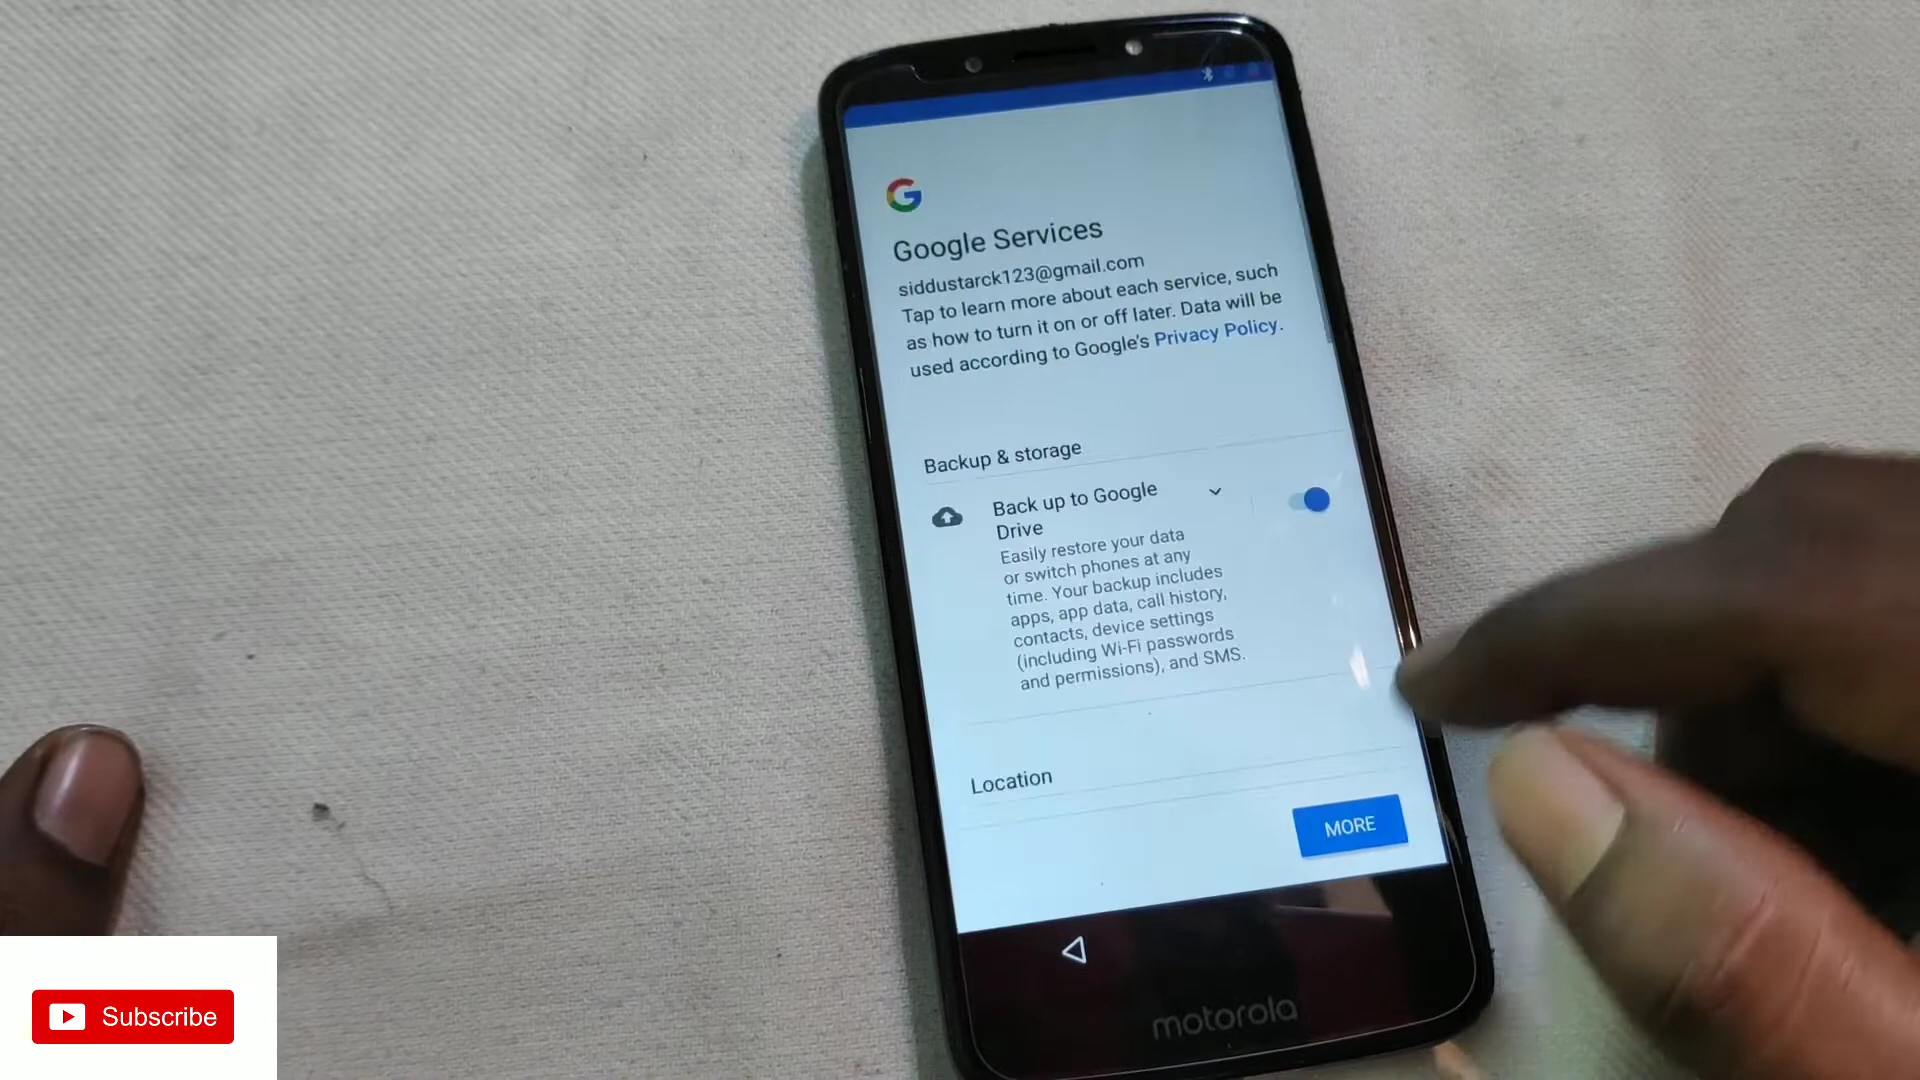 Google Services
siddustarck123@gmail.com
Tap to learn more about each service, such
as how to turn it on or off later. Data will be
used according to Google's Privacy Policy.
Backup & storage
Back up to Google
Drive
Easily restore your data
or switch phones at any
time. Your backup includes
apps, app data, call history,
contacts, device settings
(including Wi-Fi passwords
and permissions), and SMS.
Location
MORE
motorola
Subscribe